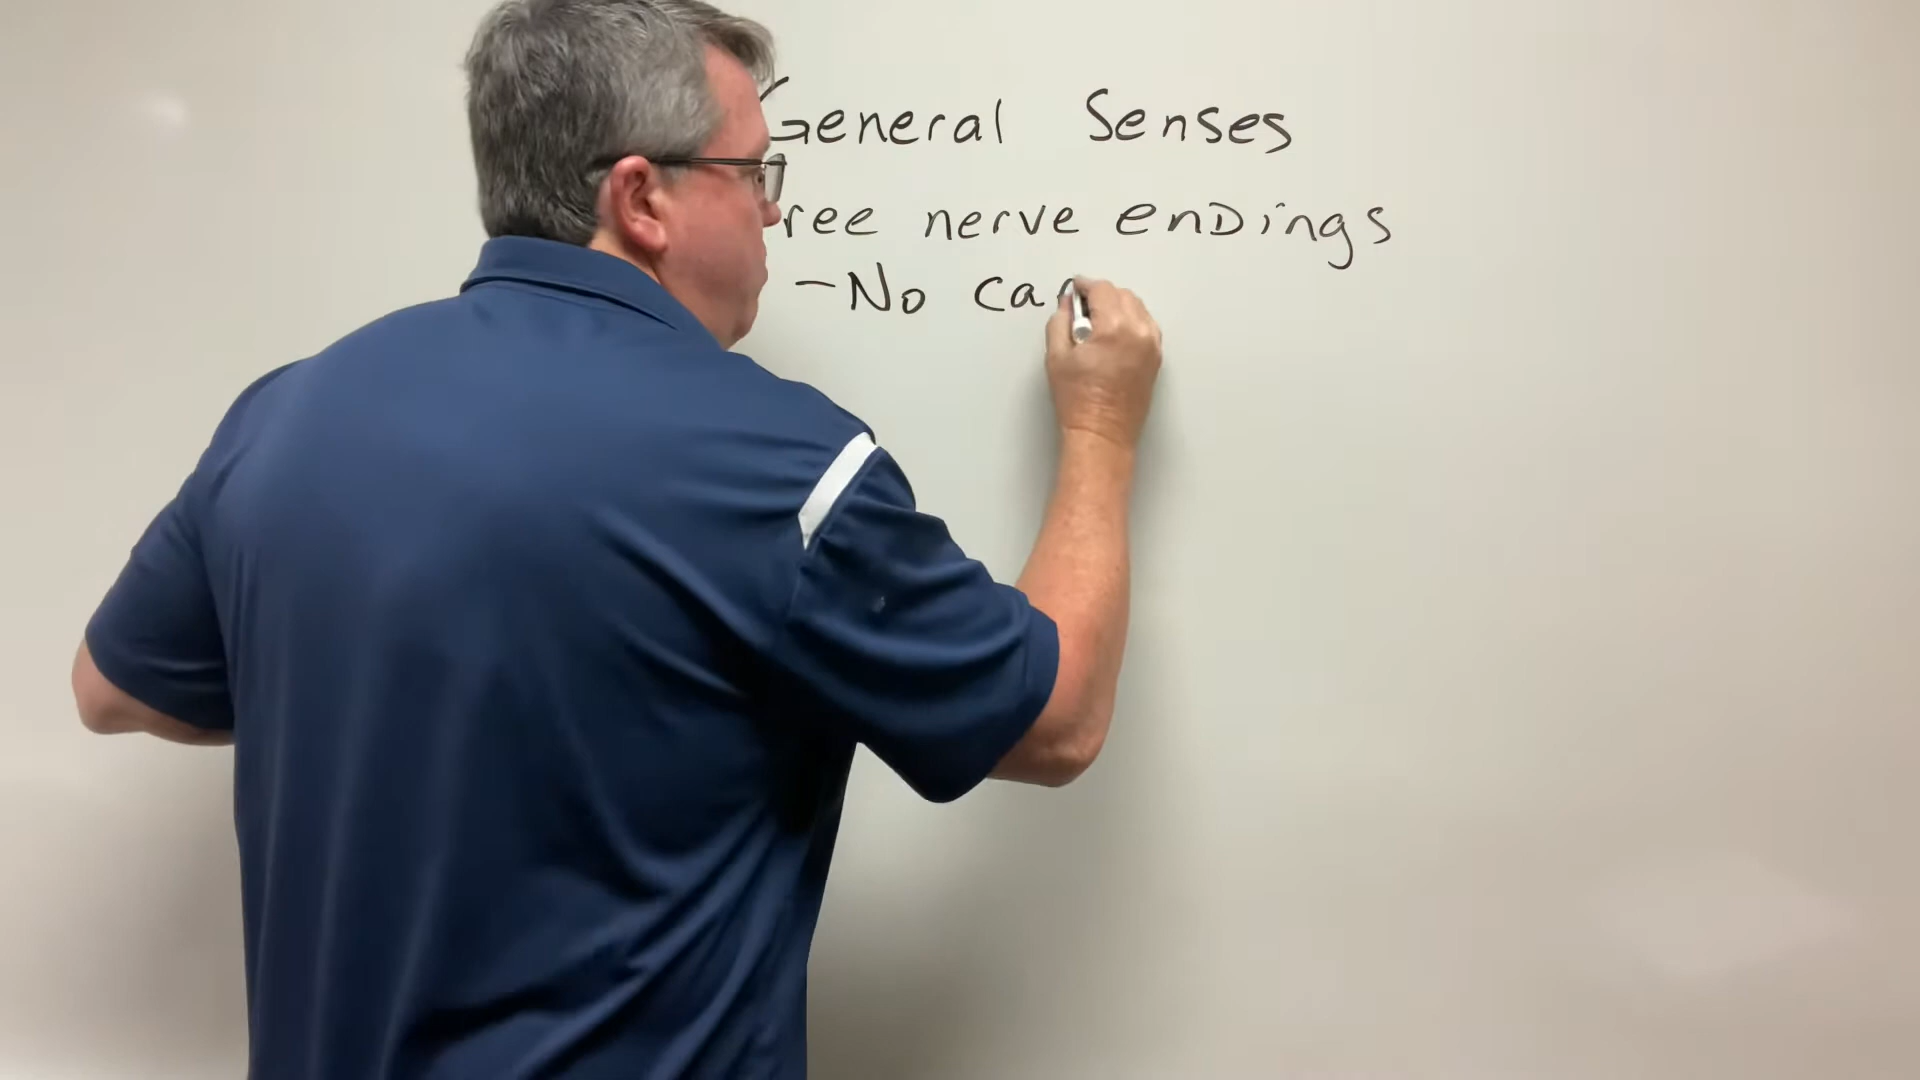 General Senses
ree nerve endings
- No ca